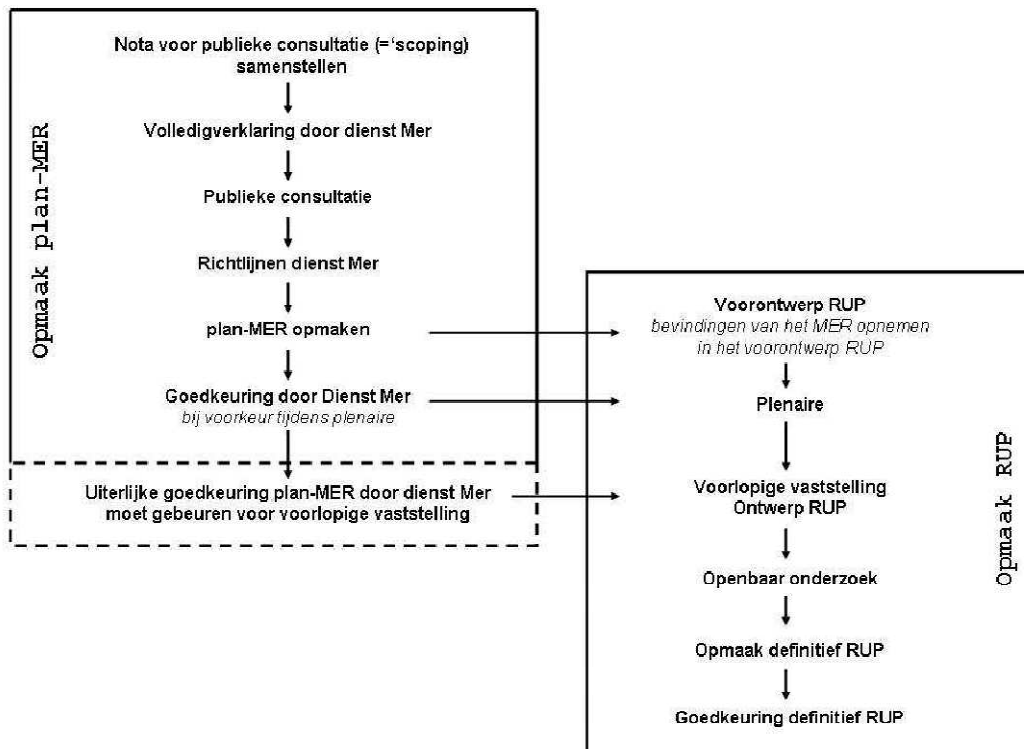 Opmaak plan-MER
Nota voor publieke consultatie (=‘scoping)
samenstellen
Volledigverklaring door dienst Mer
Publieke consultatie
Richtlijnen dienst Mer
plan-MER opmaken
Goedkeuring door Dienst Mer
bij voorkeur tijdens plenaire
Uiterlijke goedkeuring plan-MER door dienst Mer
moet gebeuren voor voorlopige vaststelling
Opmaak RUP
Voorontwerp RUP
bevindingen van het MER opnemen
in het voorontwerp RUP
Plenaire
Voorlopige vaststelling
Ontwerp RUP
Openbaar onderzoek
Opmaak definitief RUP
Goedkeuring definitief RUP